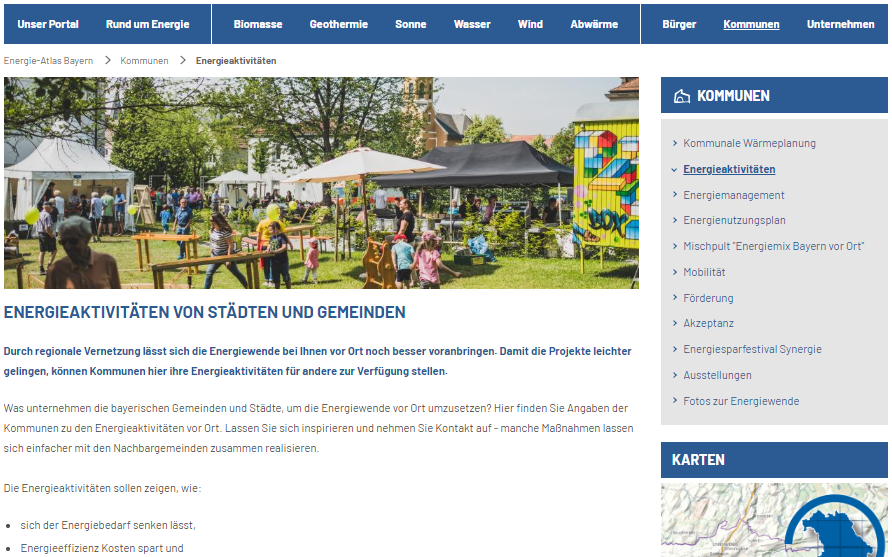 Unser Portal Rund um Energie Biomasse Geothermie Sonne Wasser Wind Abwärme Bürger Kommunen Unternehmen
Energie-Atlas Bayern > Kommunen > Energieaktivitäten
BOX
ENERGIEAKTIVITÄTEN VON STÄDTEN UND GEMEINDEN
Durch regionale Vernetzung lässt sich die Energiewende bei Ihnen vor Ort noch besser voranbringen. Damit die Projekte leichter
gelingen, können Kommunen hier ihre Energieaktivitäten für andere zur Verfügung stellen.
Was unternehmen die bayerischen Gemeinden und Städte, um die Energiewende vor Ort umzusetzen? Hier finden Sie Angaben der
Kommunen zu den Energieaktivitäten vor Ort. Lassen Sie sich inspirieren und nehmen Sie Kontakt auf - manche Maßnahmen lassen
sich einfacher mit den Nachbargemeinden zusammen realisieren.
Die Energieaktivitäten sollen zeigen, wie:
• sich der Energiebedarf senken lässt,
• Energieeffizienz Kosten spart und
KOMMUNEN
Kommunale Wärmeplanung
Energieaktivitäten
Energiemanagement
Energienutzungsplan
Mischpult "Energiemix Bayern vor Ort"
Mobilität
Förderung
Akzeptanz
Energiesparfestival Synergie
Ausstellungen
Fotos zur Energiewende
KARTEN